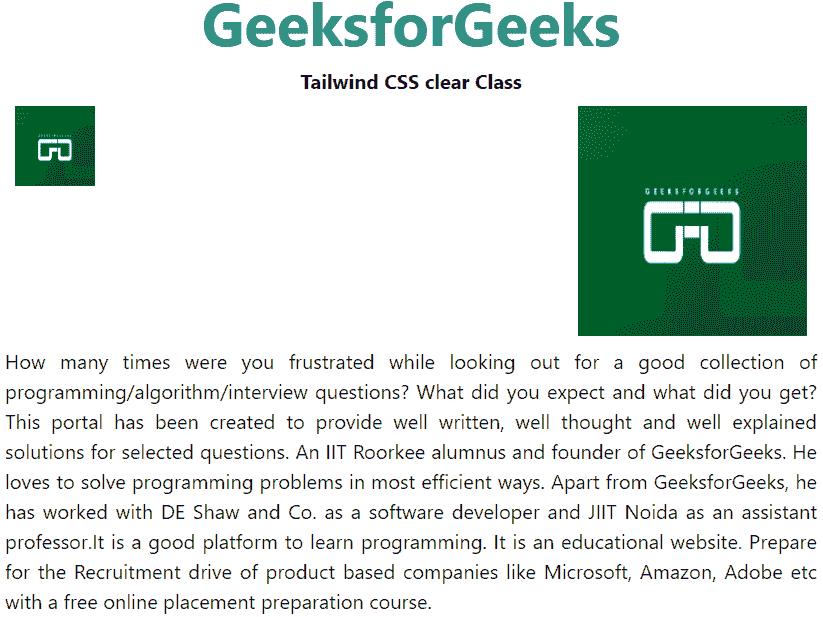 GeeksforGeeks
Tailwind CSS clear Class
GEEKSFORGEEKS
How many times were you frustrated while looking out for a good collection of
programming/algorithm/interview questions? What did you expect and what did you get?
This portal has been created to provide well written, well thought and well explained
solutions for selected questions. An IIT Roorkee alumnus and founder of GeeksforGeeks. He
loves to solve programming problems in most efficient ways. Apart from GeeksforGeeks, he
has worked with DE Shaw and Co. as a software developer and JIIT Noida as an assistant
professor.It is a good platform to learn programming. It is an educational website. Prepare
for the Recruitment drive of product based companies like Microsoft, Amazon, Adobe etc
with a free online placement preparation course.